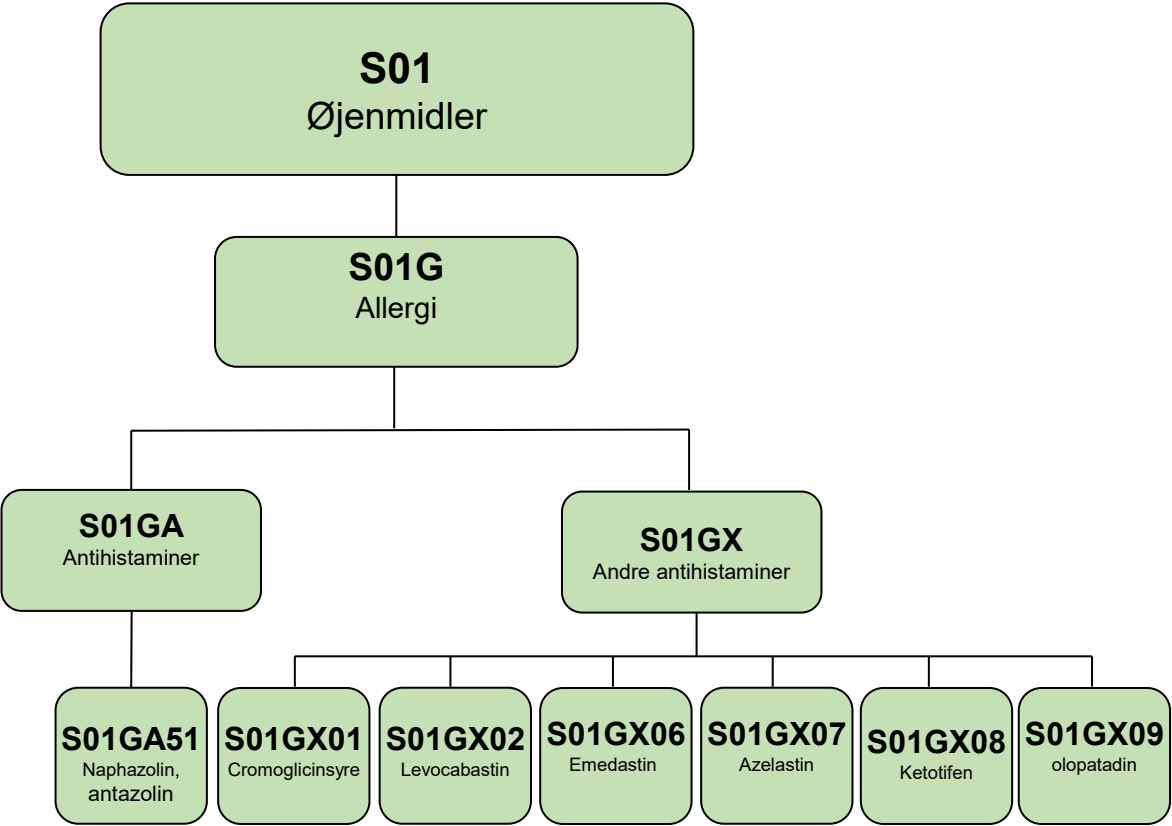 S01
Øjenmidler
S01G
Allergi
S01GA
Antihistaminer
S01GX
Andre antihistaminer
S01GA51
Naphazolin,
antazolin
S01GX01
Cromoglicinsyre
S01GX02
Levocabastin
S01GX06
Emedastin
S01GX07
Azelastin
S01GX08
Ketotifen
S01GX09
olopatadin